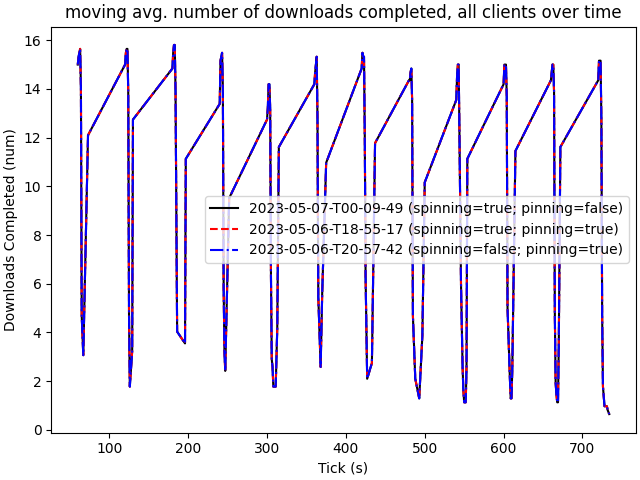 moving avg. number of downloads completed, all clients over time
16
14
12
10
8
6
4
2
0
Downloads Completed (num)
2023-05-07-T00-09-49 (spinning=true; pinning=false)
2023-05-06-T18-55-17 (spinning=true; pinning=true)
2023-05-06-T20-57-42 (spinning=false; pinning=true)
100 200 300 400 500 600 700
Tick (s)